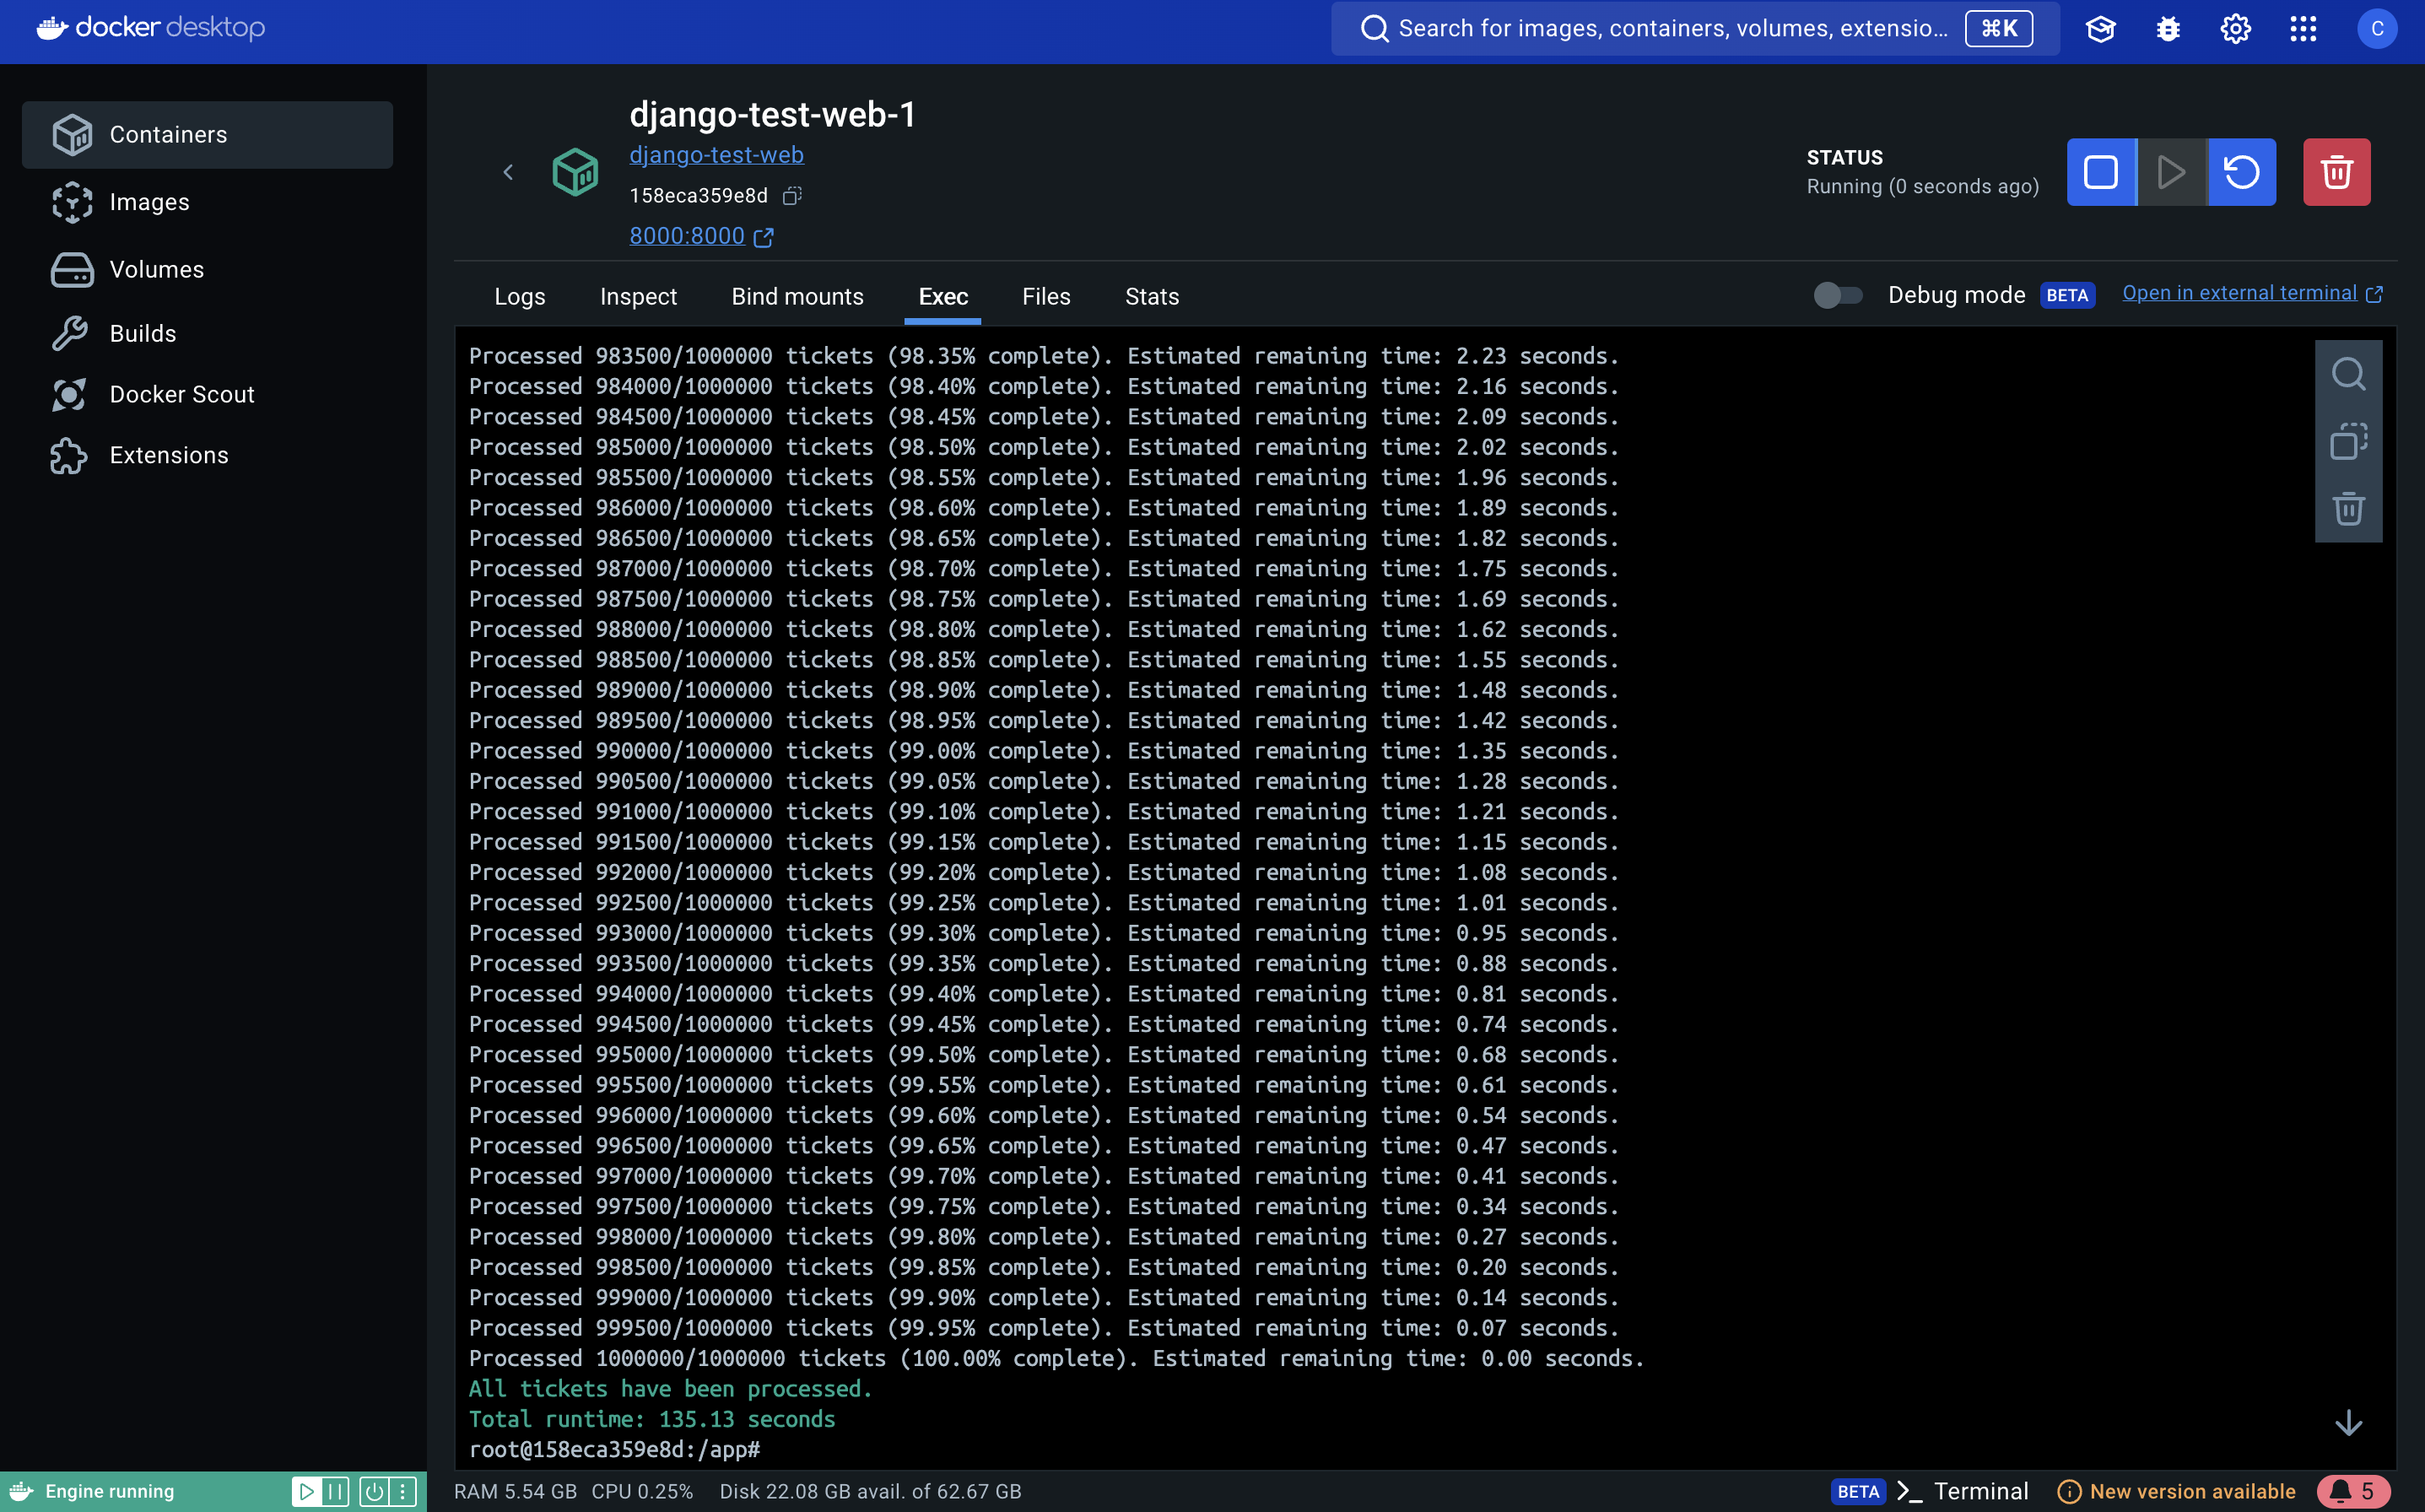 docker desktop
Search for images, containers, volumes, extensio... ⌘K
C
Containers
Images
Volumes
Builds
Docker Scout
Extensions
django-test-web-1
django-test-web
158eca359e8d
8000:8000
STATUS
Running (0 seconds ago)
Logs Inspect Bind mounts Exec Files Stats
Debug mode BETA Open in external terminal
Processed 983500/1000000 tickets (98.35% complete). Estimated remaining time: 2.23 seconds.
Processed 984000/1000000 tickets (98.40% complete). Estimated remaining time: 2.16 seconds.
Processed 984500/1000000 tickets (98.45% complete). Estimated remaining time: 2.09 seconds.
Processed 985000/1000000 tickets (98.50% complete). Estimated remaining time: 2.02 seconds.
Processed 985500/1000000 tickets (98.55% complete). Estimated remaining time: 1.96 seconds.
Processed 986000/1000000 tickets (98.60% complete). Estimated remaining time: 1.89 seconds.
Processed 986500/1000000 tickets (98.65% complete). Estimated remaining time: 1.82 seconds.
Processed 987000/1000000 tickets (98.70% complete). Estimated remaining time: 1.75 seconds.
Processed 987500/1000000 tickets (98.75% complete). Estimated remaining time: 1.69 seconds.
Processed 988000/1000000 tickets (98.80% complete). Estimated remaining time: 1.62 seconds.
Processed 988500/1000000 tickets (98.85% complete). Estimated remaining time: 1.55 seconds.
Processed 989000/1000000 tickets (98.90% complete). Estimated remaining time: 1.48 seconds.
Processed 989500/1000000 tickets (98.95% complete). Estimated remaining time: 1.42 seconds.
Processed 990000/1000000 tickets (99.00% complete). Estimated remaining time: 1.35 seconds.
Processed 990500/1000000 tickets (99.05% complete). Estimated remaining time: 1.28 seconds.
Processed 991000/1000000 tickets (99.10% complete). Estimated remaining time: 1.21 seconds.
Processed 991500/1000000 tickets (99.15% complete). Estimated remaining time: 1.15 seconds.
Processed 992000/1000000 tickets (99.20% complete). Estimated remaining time: 1.08 seconds.
Processed 992500/1000000 tickets (99.25% complete). Estimated remaining time: 1.01 seconds.
Processed 993000/1000000 tickets (99.30% complete). Estimated remaining time: 0.95 seconds.
Processed 993500/1000000 tickets (99.35% complete). Estimated remaining time: 0.88 seconds.
Processed 994000/1000000 tickets (99.40% complete). Estimated remaining time: 0.81 seconds.
Processed 994500/1000000 tickets (99.45% complete). Estimated remaining time: 0.74 seconds.
Processed 995000/1000000 tickets (99.50% complete). Estimated remaining time: 0.68 seconds.
Processed 995500/1000000 tickets (99.55% complete). Estimated remaining time: 0.61 seconds.
Processed 996000/1000000 tickets (99.60% complete). Estimated remaining time: 0.54 seconds.
Processed 996500/1000000 tickets (99.65% complete). Estimated remaining time: 0.47 seconds.
Processed 997000/1000000 tickets (99.70% complete). Estimated remaining time: 0.41 seconds.
Processed 997500/1000000 tickets (99.75% complete). Estimated remaining time: 0.34 seconds.
Processed 998000/1000000 tickets (99.80% complete). Estimated remaining time: 0.27 seconds.
Processed 998500/1000000 tickets (99.85% complete). Estimated remaining time: 0.20 seconds.
Processed 999000/1000000 tickets (99.90% complete). Estimated remaining time: 0.14 seconds.
Processed 999500/1000000 tickets (99.95% complete). Estimated remaining time: 0.07 seconds.
Processed 1000000/1000000 tickets (100.00% complete). Estimated remaining time: 0.00 seconds.
All tickets have been processed.
Total runtime: 135.13 seconds
root@158eca359e8d:/app#
Engine running
RAM 5.54 GB CPU 0.25% Disk 22.08 GB avail. of 62.67 GB
BETA Terminal New version available 5